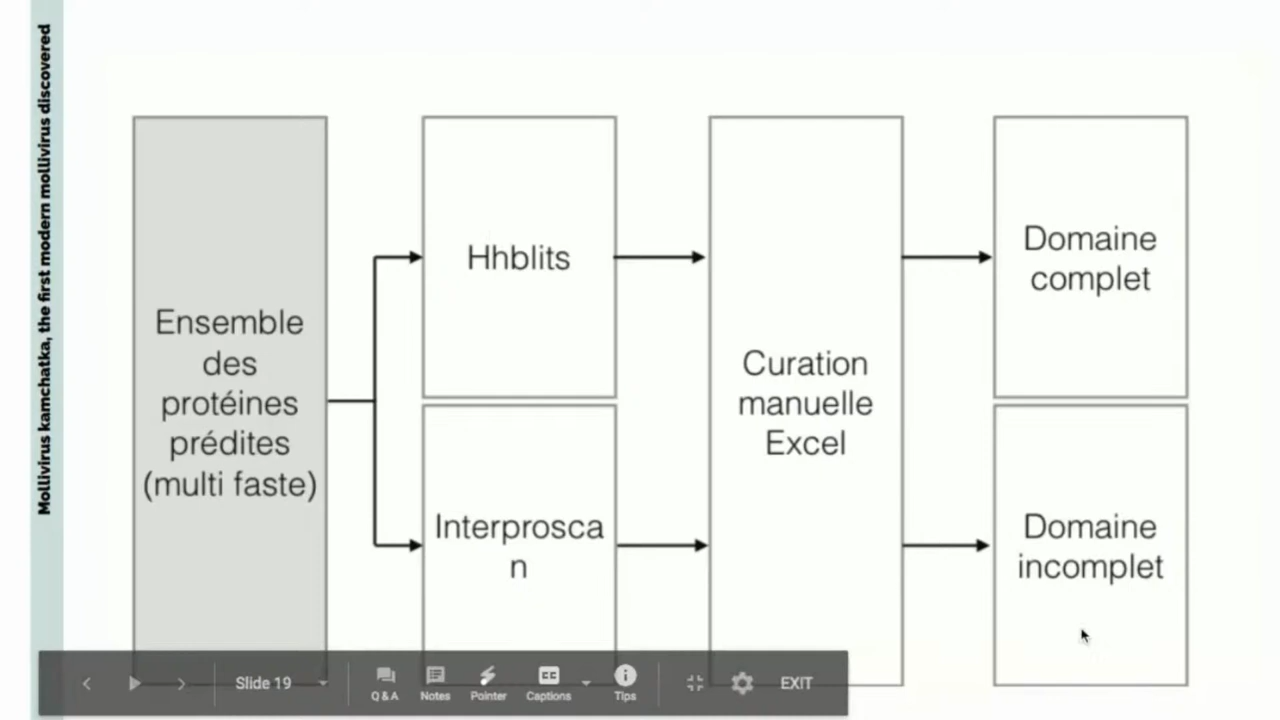 Mollivirus kamchatka, the first modern mollivirus discovered
Ensemble
des
protéines
prédites
(multi faste)
Hhblits
Interprosca
n
Curation
manuelle
Excel
Domaine
complet
Domaine
incomplet
Slide 19
Q & A
Notes
Pointer
CC
Captions
Tips
EXIT